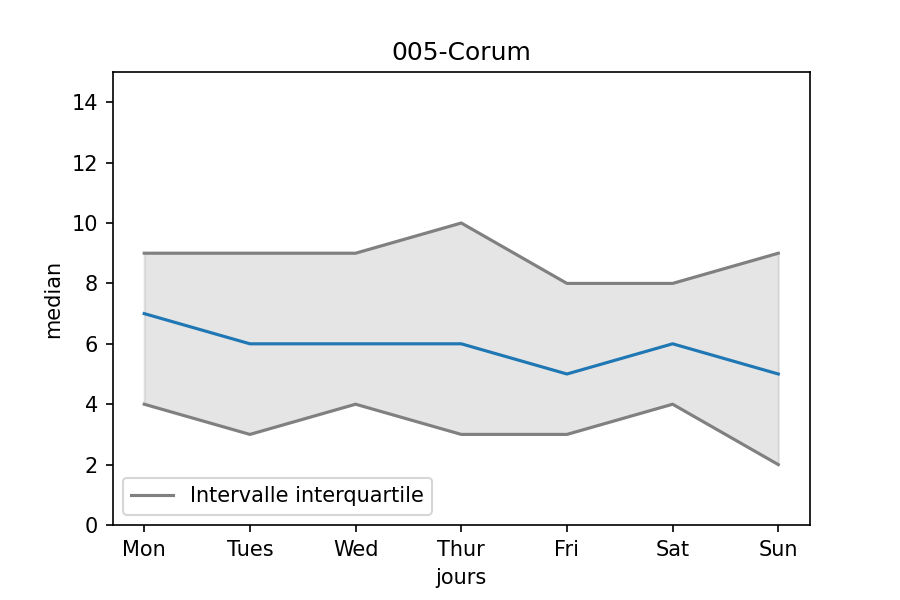 005-Corum
14
12
10
8
6
4
2
0
median
Intervalle interquartile
Mon Tues Wed Thur Fri Sat Sun
jours